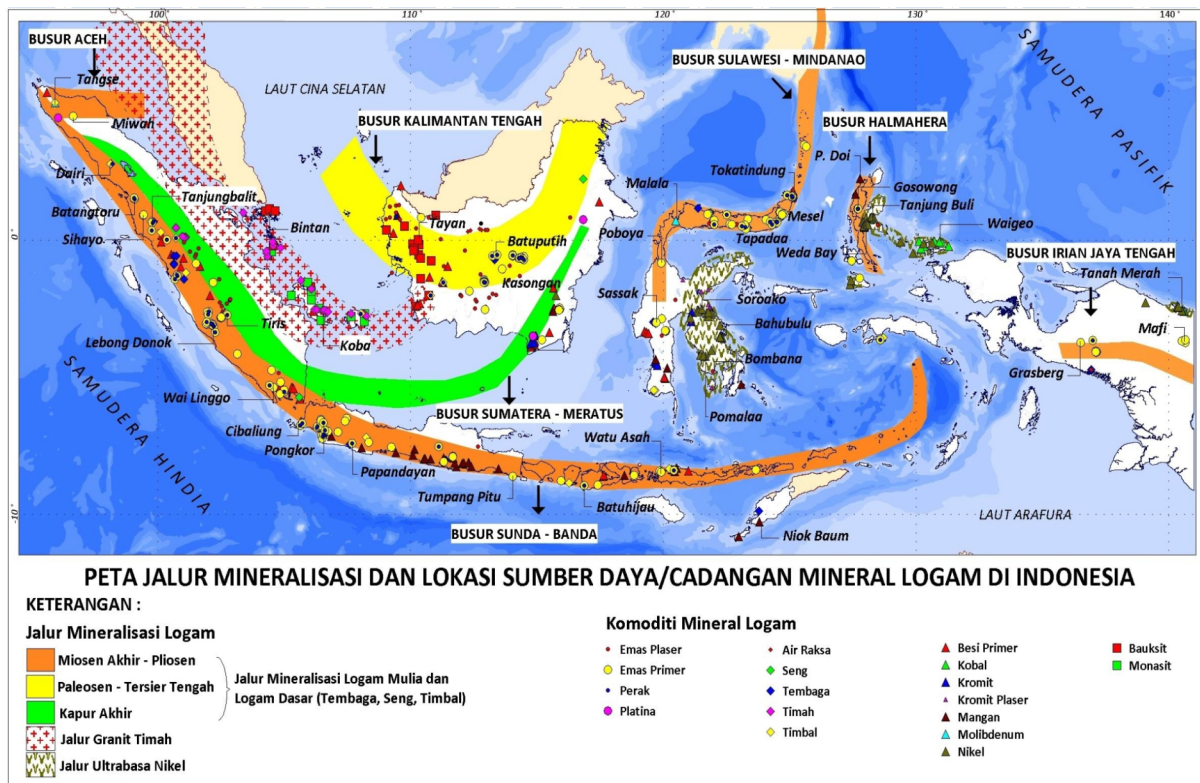 100°
110°
120°
130°
140°
BUSUR ACEH
BUSUR SULAWESI - MINDANAO
SAMUDERA PASIFIK
Tangse
LAUT CINA SELATAN
Miwah
BUSUR KALIMANTAN TENGAH
BUSUR HALMAHERA
P. Doi
Dairi
Tanjungbalit
Tokatindung
Malala
Gosowong
Batangtoru
Tanjung Buli
Bintan
Tayan
Mesel
Waigeo
Sihayo
Batuputih
Poboya
Tapadaa
0°
Weda Bay
BUSUR IRIAN JAYA TENGAH
Kasongan
Tanah Merah
Sassak
Soroako
Tiris
Bahubulu
Mafi
Lebong Donok
Koba
Bombana
Grasberg
SAMUDERA HINDIA
Wai Linggo
BUSUR SUMATERA - MERATUS
Pomalaa
Cibaliung
Watu Asah
Pongkor
Papandayan
Tumpang Pitu
Batuhijau
-10°
LAUT ARAFURA
BUSUR SUNDA - BANDA
Niok Baum
PETA JALUR MINERALISASI DAN LOKASI SUMBER DAYA/CADANGAN MINERAL LOGAM DI INDONESIA
KETERANGAN :
Jalur Mineralisasi Logam
Miosen Akhir - Pliosen
Paleosen - Tersier Tengah
Kapur Akhir
Jalur Mineralisasi Logam Mulia dan
Logam Dasar (Tembaga, Seng, Timbal)
Jalur Granit Timah
Jalur Ultrabasa Nikel
Komoditi Mineral Logam
Emas Plaser
Emas Primer
Perak
Platina
Air Raksa
Seng
Tembaga
Timah
Timbal
Besi Primer
Kobal
Kromit
Kromit Plaser
Mangan
Molibdenum
Nikel
Bauksit
Monasit